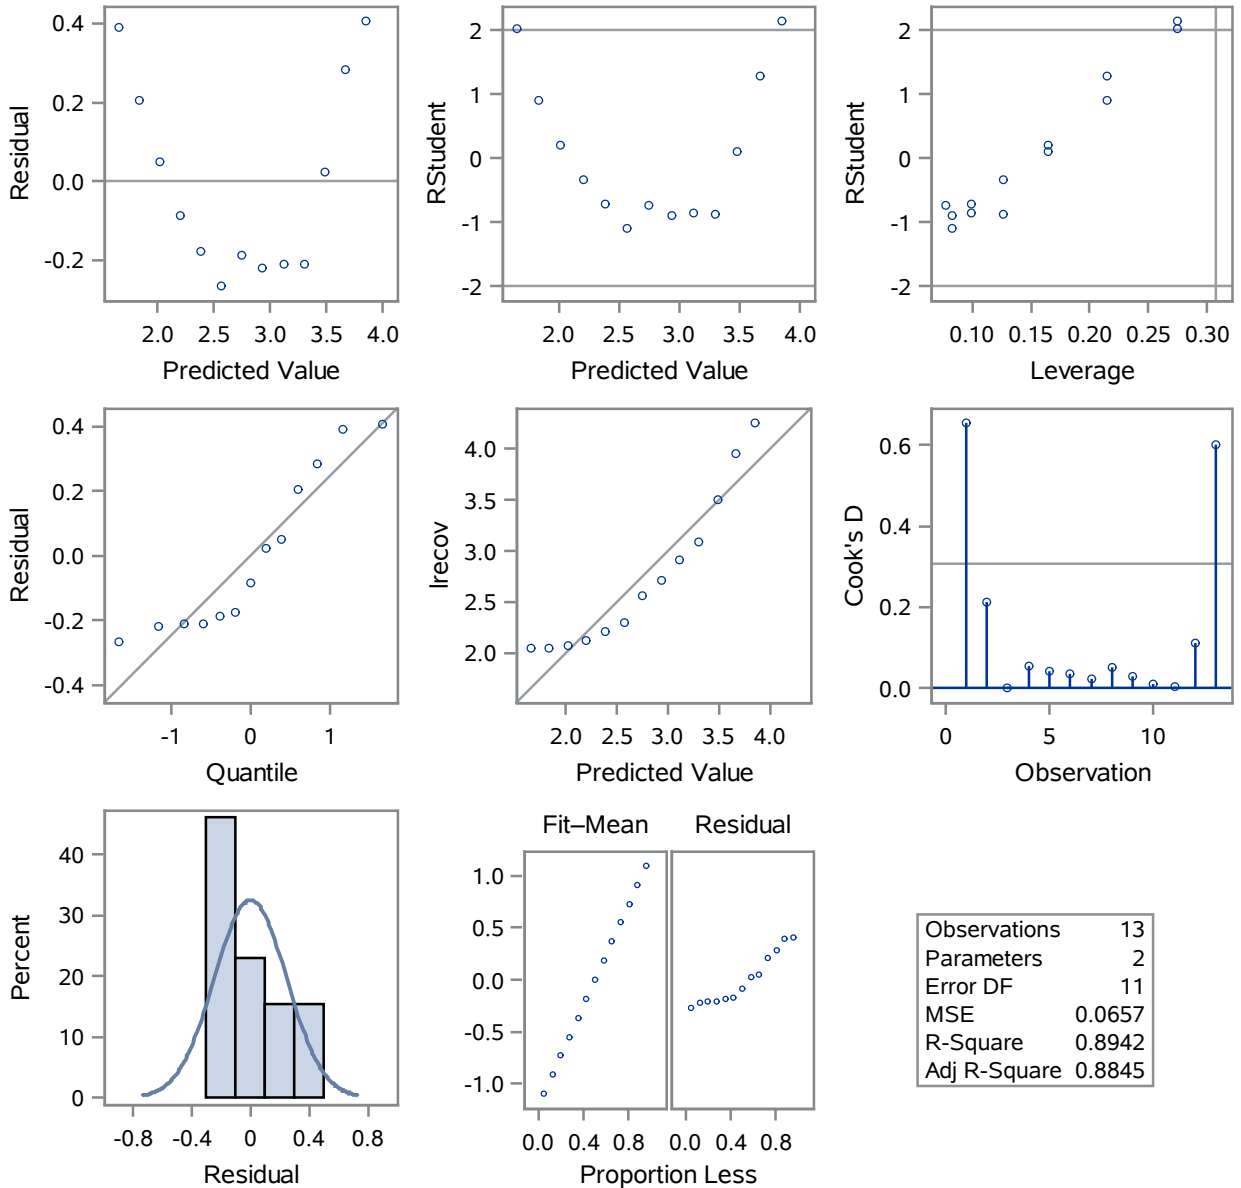 0.4
0.2
0.0
-0.2
Residual
2.0 2.5 3.0 3.5 4.0
Predicted Value
2
1
0
-1
-2
RStudent
2.0 2.5 3.0 3.5 4.0
Predicted Value
2
1
0
-1
-2
RStudent
0.10 0.15 0.20 0.25 0.30
Leverage
0.4
0.2
0.0
-0.2
-0.4
Residual
-1 0 1
Quantile
4.0
3.5
3.0
2.5
2.0
lrecov
2.0 2.5 3.0 3.5 4.0
Predicted Value
0.6
0.4
0.2
0.0
Cook's D
0 5 10
Observation
40
30
20
10
0
Percent
-0.8 -0.4 0 0.4 0.8
Residual
Fit–Mean Residual
1.0
0.5
0.0
-0.5
-1.0
0.0 0.4 0.8 0.0 0.4 0.8
Proportion Less
Observations 13
Parameters 2
Error DF 11
MSE 0.0657
R-Square 0.8942
Adj R-Square 0.8845